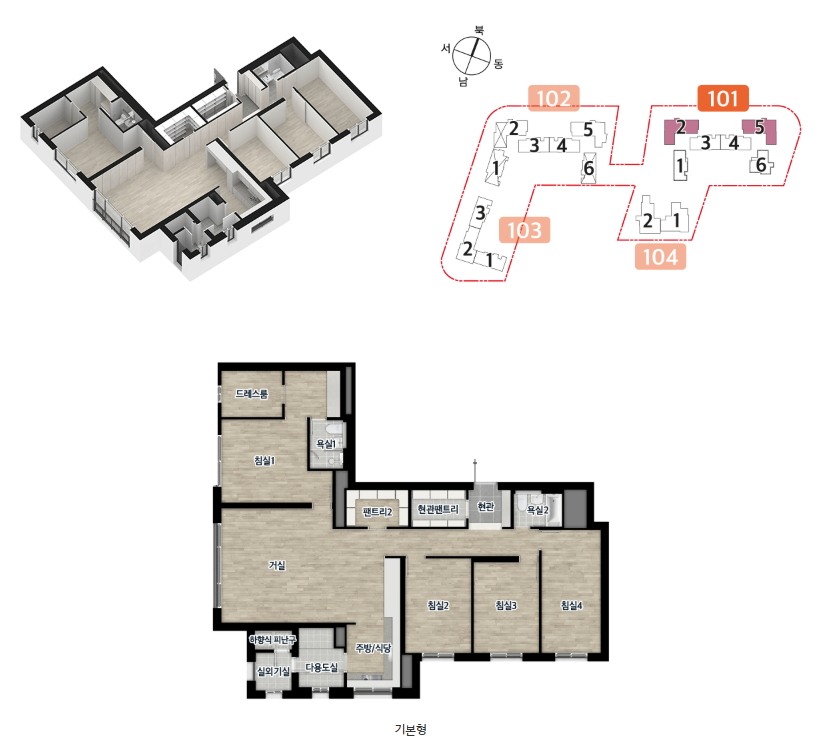 북
서
동
남
102
101
2
5
3 4
1
6
2
5
3 4
1
6
3
103
2
1
2 1
104
드레스룸
욕실1
침실1
팬트리2
현관팬트리
현관
욕실2
거실
침실2
침실3
침실4
하향식 피난구
주방/식당
실외기실
다용도실
기본형